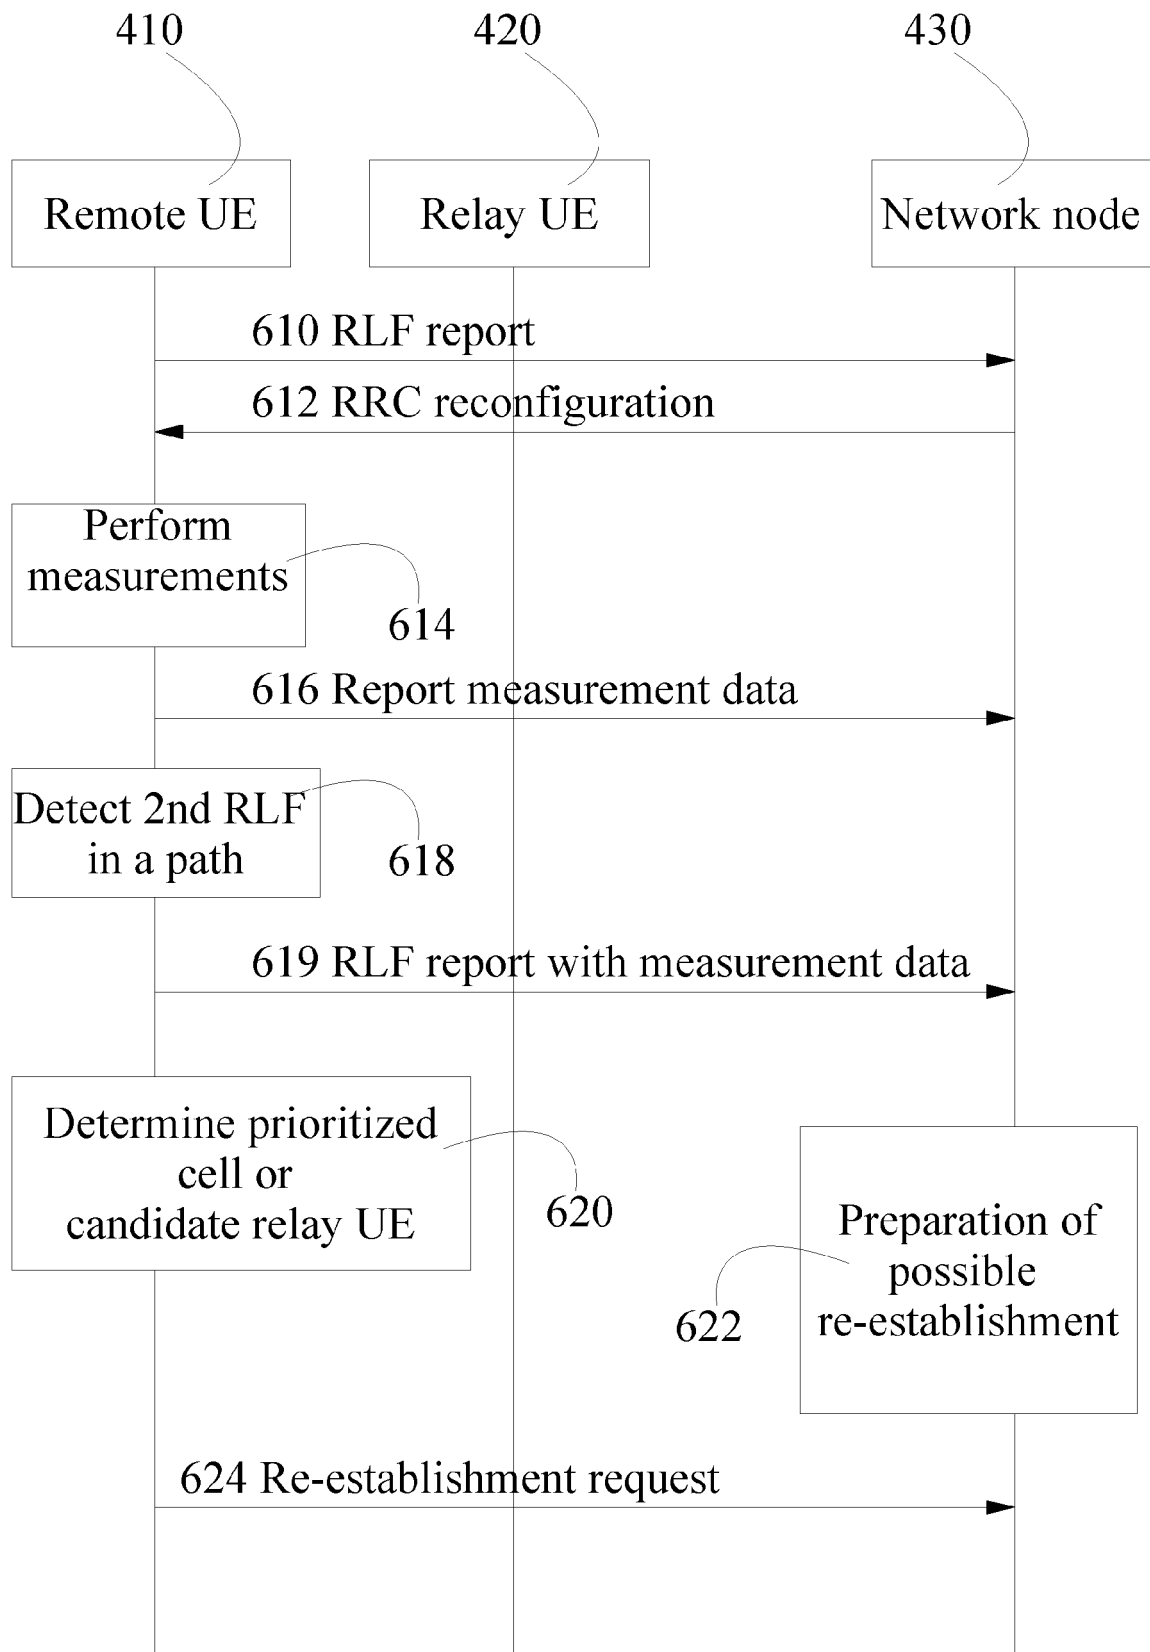 410
420
430
Remote UE
Relay UE
Network node
610 RLF report
612 RRC reconfiguration
Perform
measurements
614
616 Report measurement data
Detect 2nd RLF
in a path
618
619 RLF report with measurement data
Determine prioritized
cell or
candidate relay UE
620
Preparation of
possible
re-establishment
622
624 Re-establishment request